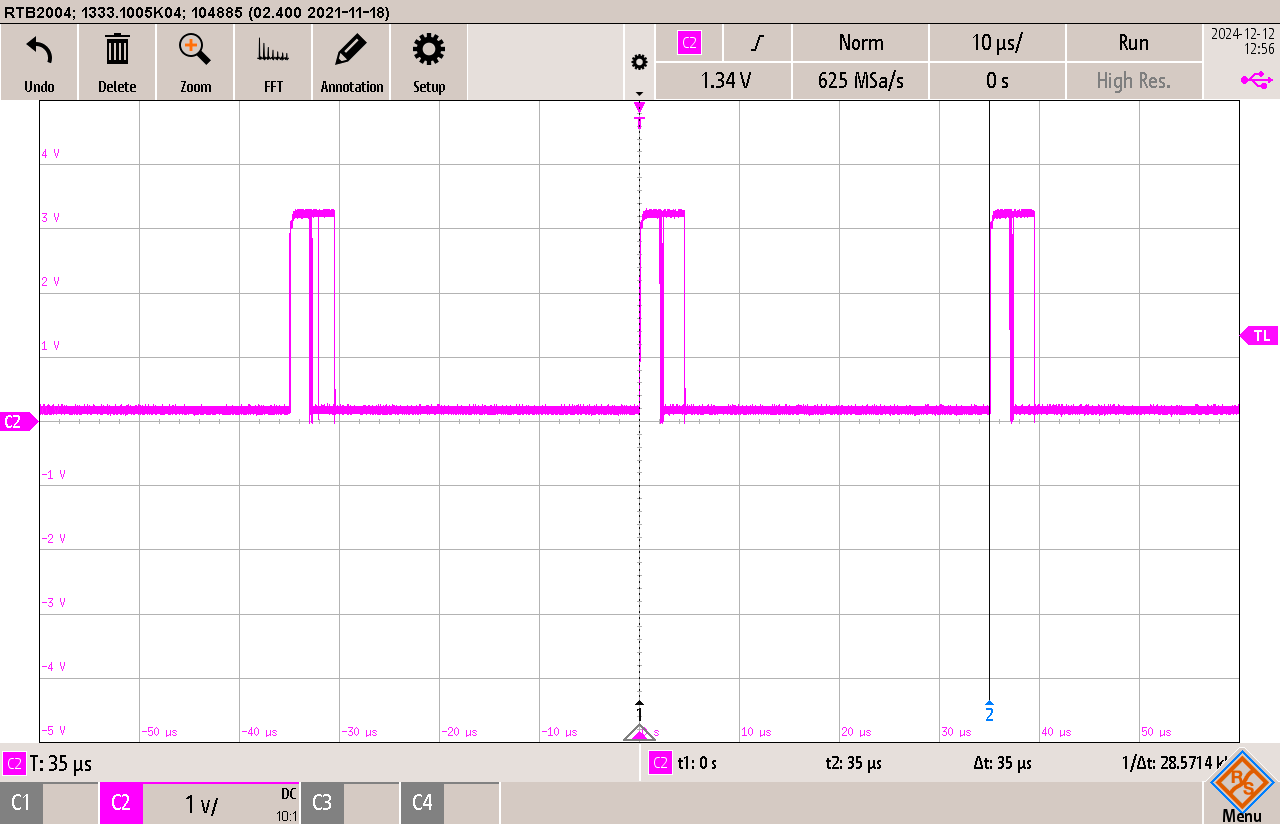 RTB2004; 1333.1005K04; 104885 (02.400 2021-11-18)
Undo Delete Zoom FFT Annotation Setup
C2 Norm 10 µs/ Run
1.34 V 625 MSa/s 0 s High Res.
2024-12-12
12:56
T
4 V
3 V
2 V
1 V
TL
C2
-1 V
-2 V
-3 V
-4 V
-5 V
1 2
-50 µs -40 µs -30 µs -20 µs -10 µs s 10 µs 20 µs 30 µs 40 µs 50 µs
C2 T: 35 µs C2 t1: 0 s t2: 35 µs Δt: 35 µs 1/Δt: 28.5714 k
C1 C2 1 V/ DC 10:1 C3 C4
R S
Menu